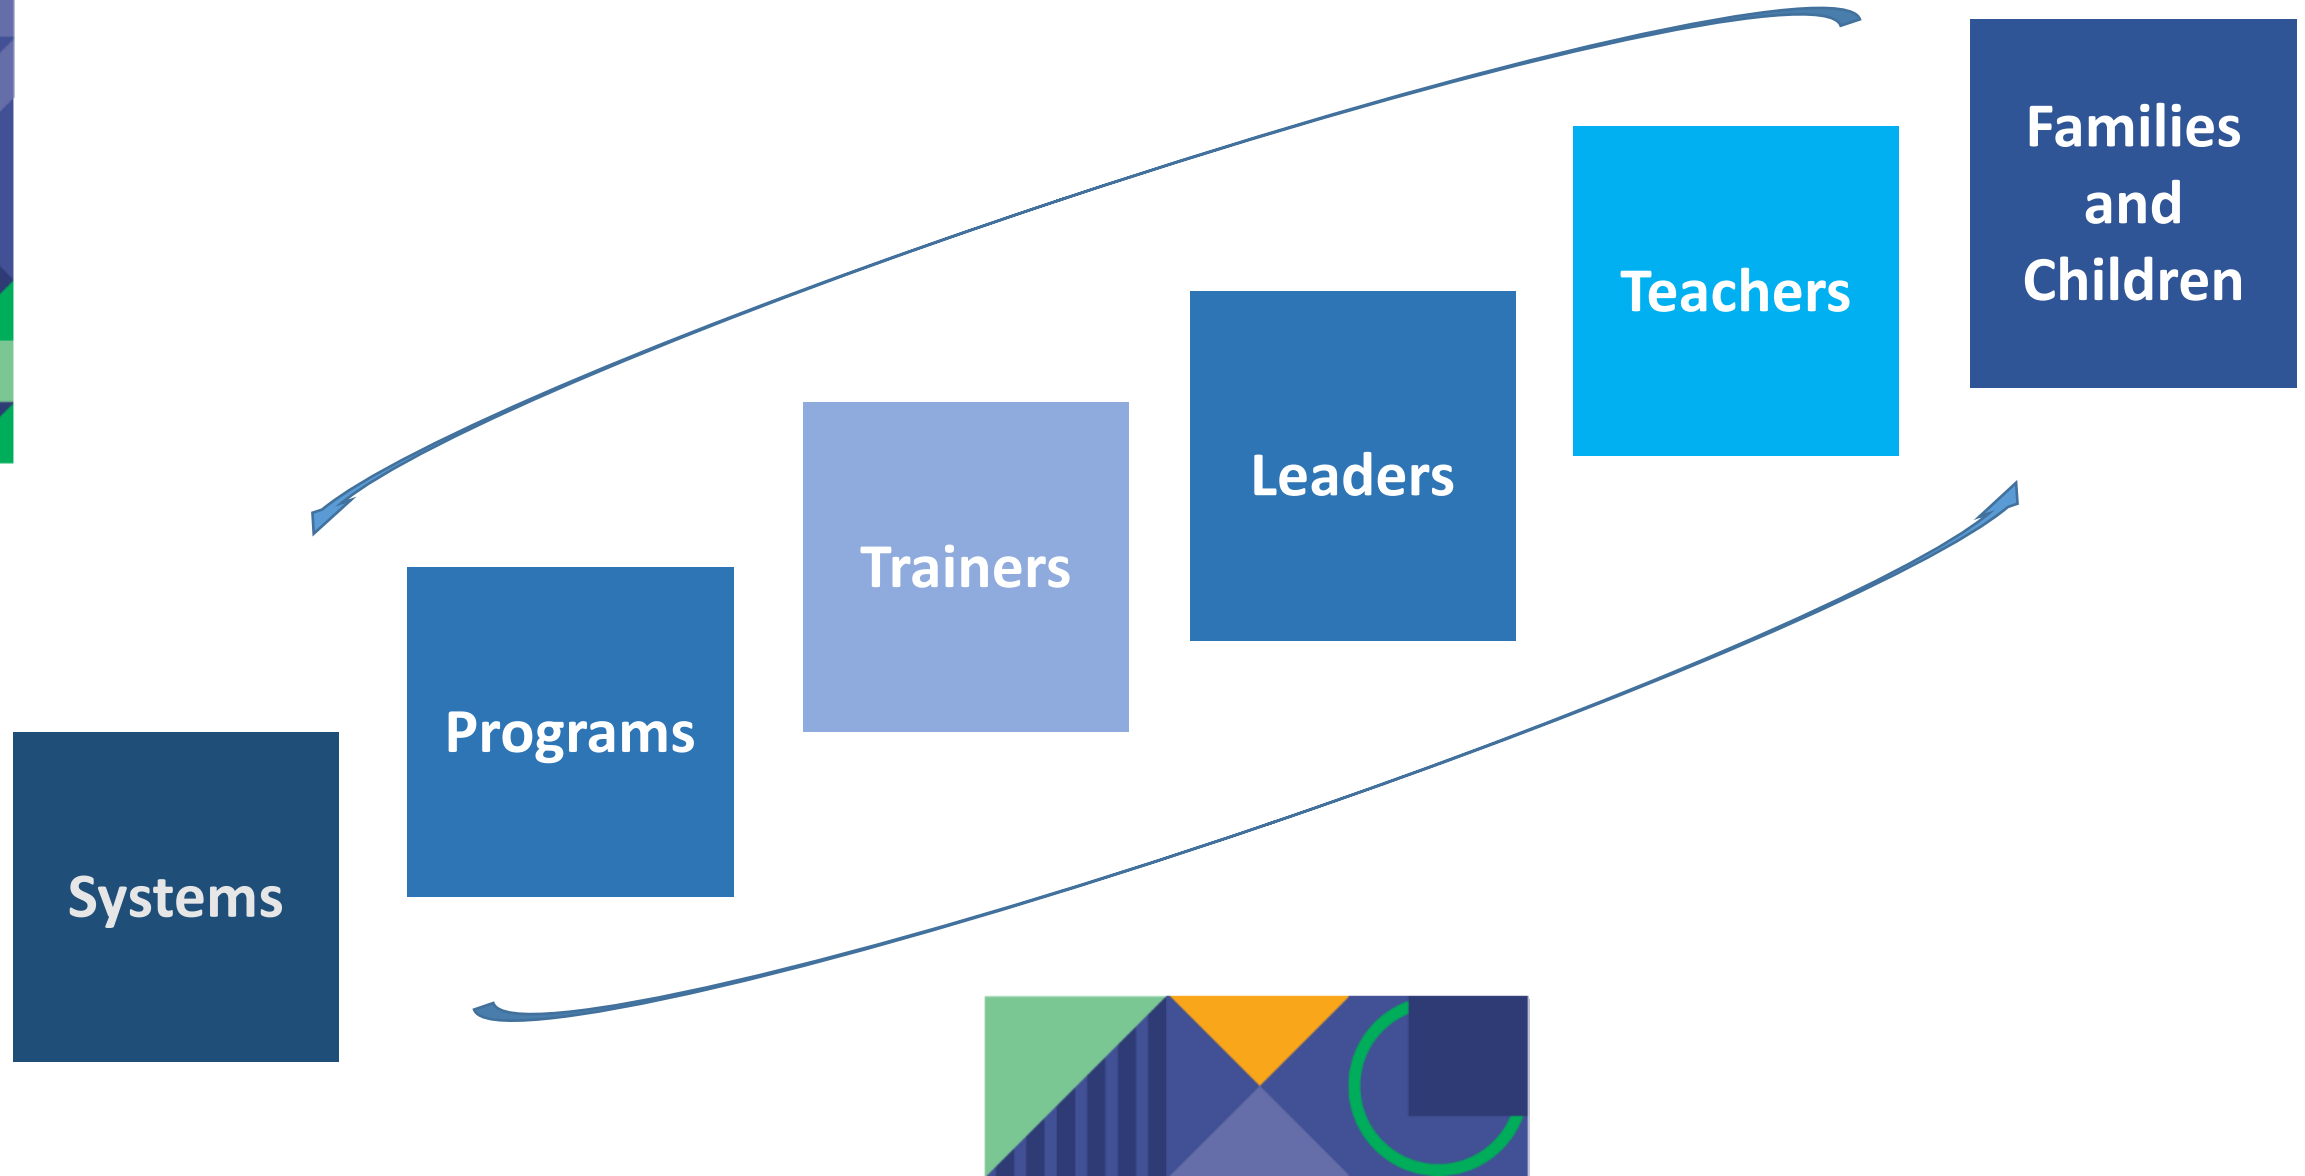 Systems
Programs
Trainers
Leaders
Teachers
Families
and
Children